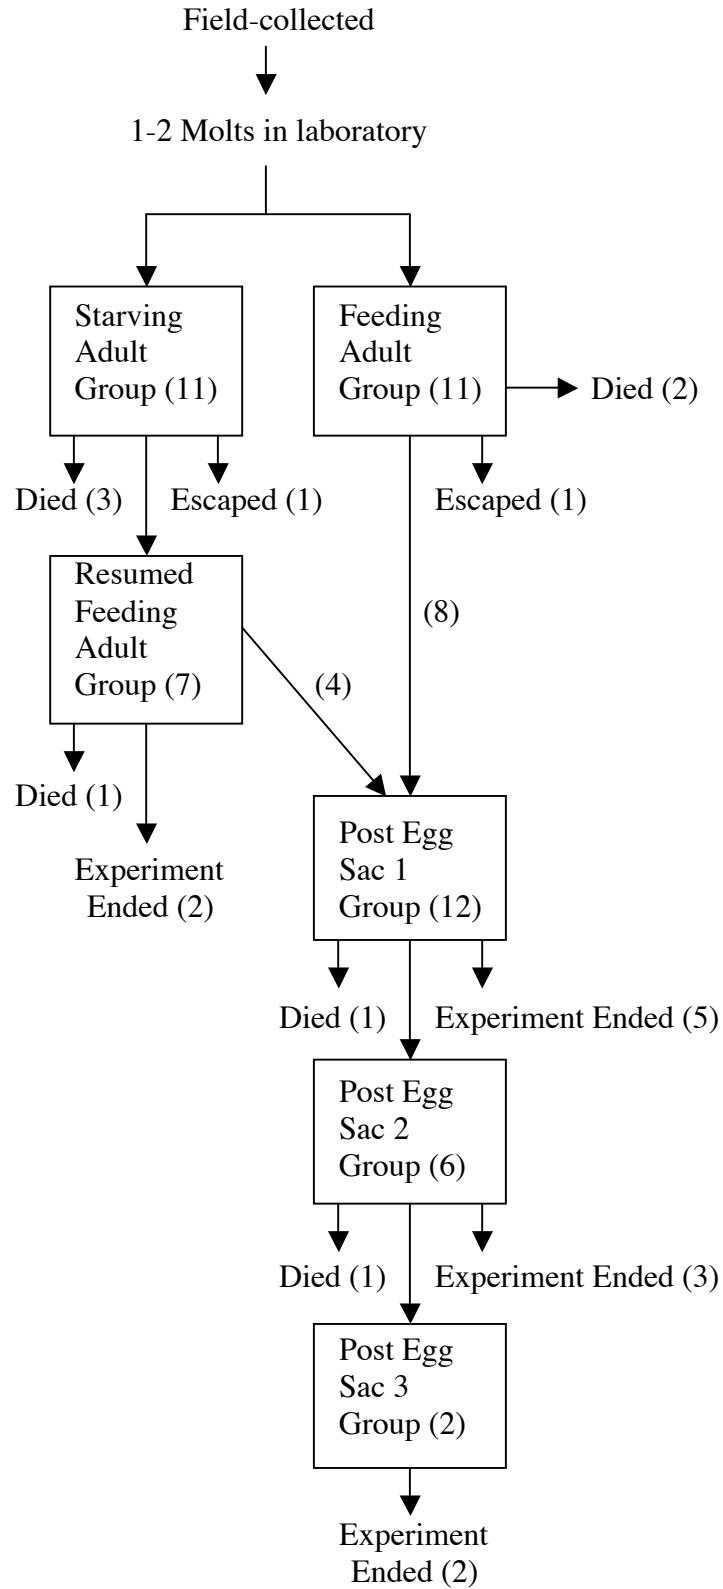 Field-collected
1-2 Molts in laboratory
Starving
Adult
Group (11)
Feeding
Adult
Group (11)
Died (2)
Died (3)
Escaped (1)
Escaped (1)
Resumed
Feeding
Adult
Group (7)
(8)
(4)
Died (1)
Experiment
Ended (2)
Post Egg
Sac 1
Group (12)
Died (1)
Experiment Ended (5)
Post Egg
Sac 2
Group (6)
Died (1)
Experiment Ended (3)
Post Egg
Sac 3
Group (2)
Experiment
Ended (2)